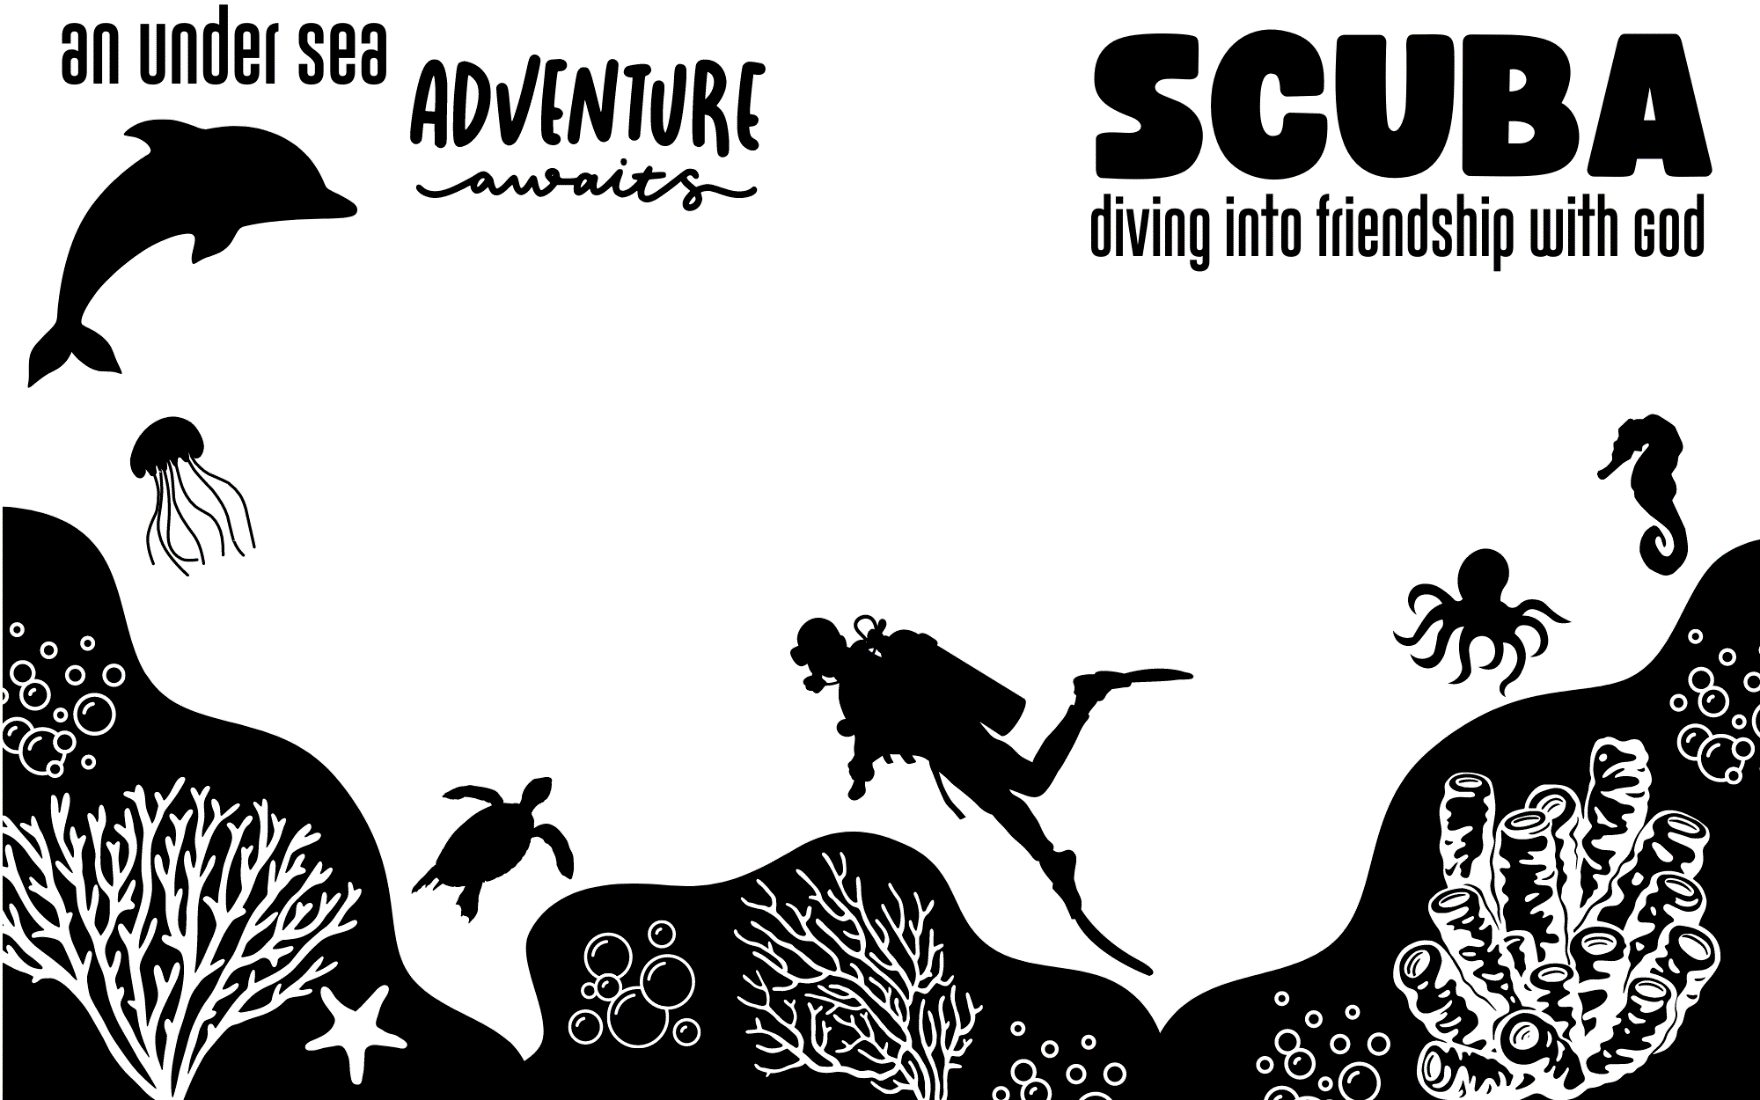 an under sea
ADVENTURE
awaits
SCUBA
diving into friendship with God